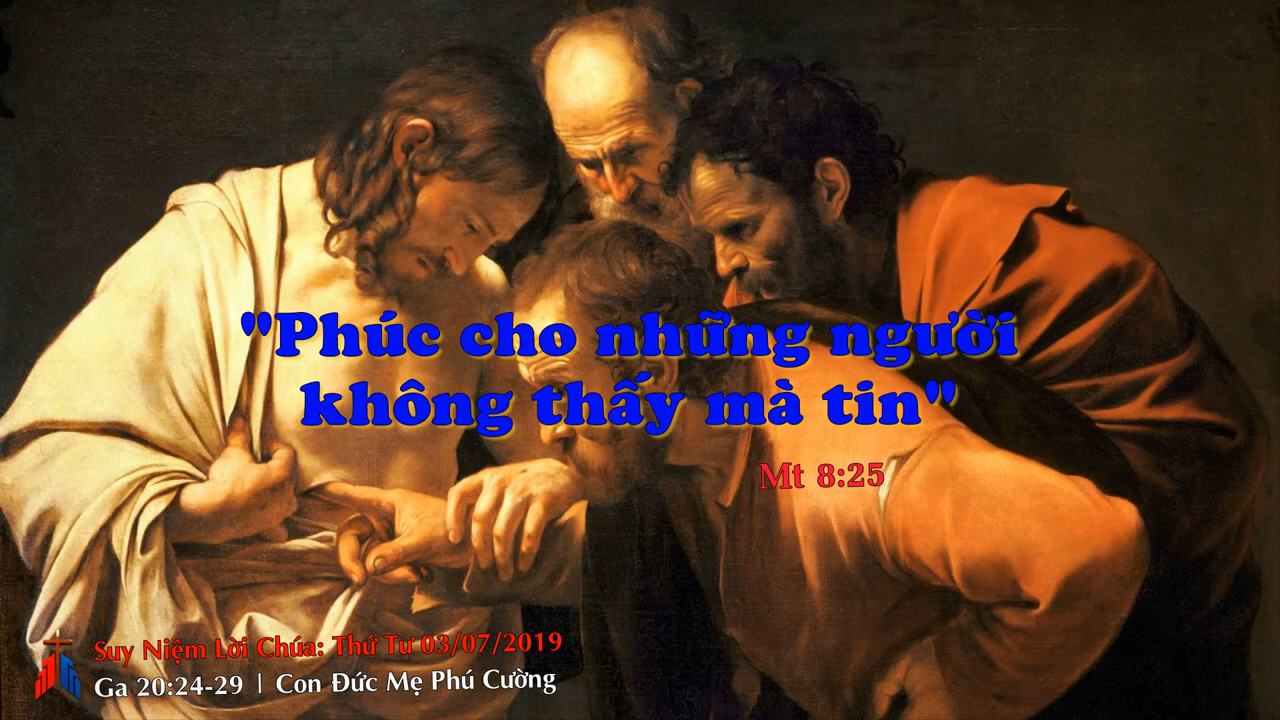 "Phúc cho những người
không thấy mà tin"
Mt 8:25
Suy Niệm Lời Chúa: Thứ Tư 03/07/2019
Ga 20:24-29 | Con Đức Mẹ Phú Cường